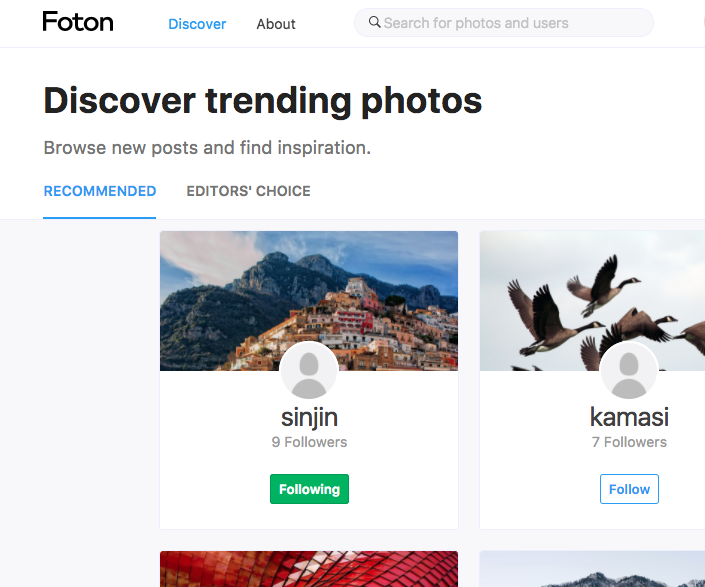 Foton
Discover
About
Search for photos and users
Discover trending photos
Browse new posts and find inspiration.
RECOMMENDED
EDITORS' CHOICE
sinjin
9 Followers
Following
kamasi
7 Followers
Follow